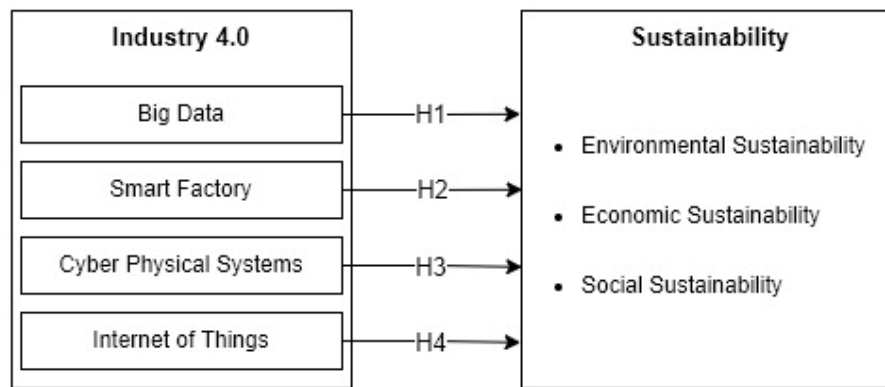 Industry 4.0
Big Data
Smart Factory
Cyber Physical Systems
Internet of Things
H1
H2
H3
H4
Sustainability
• Environmental Sustainability
• Economic Sustainability
• Social Sustainability